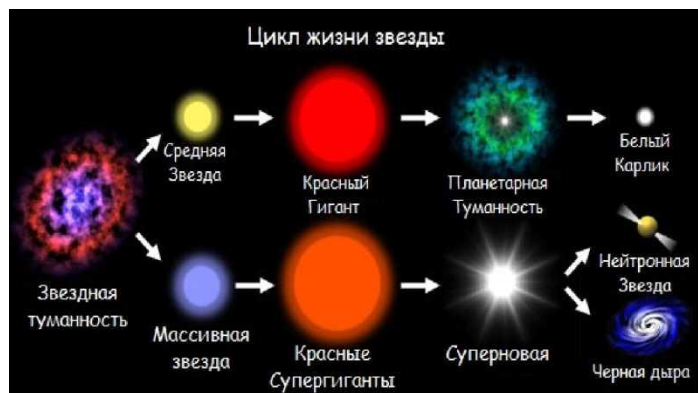 Цикл жизни звезды
Средняя
Звезда
Красный
Гигант
Планетарная
Туманность
Белый
Карлик
Звездная
туманность
Массивная
звезда
Красные
Супергиганты
Суперновая
Нейтронная
Звезда
Черная дыра